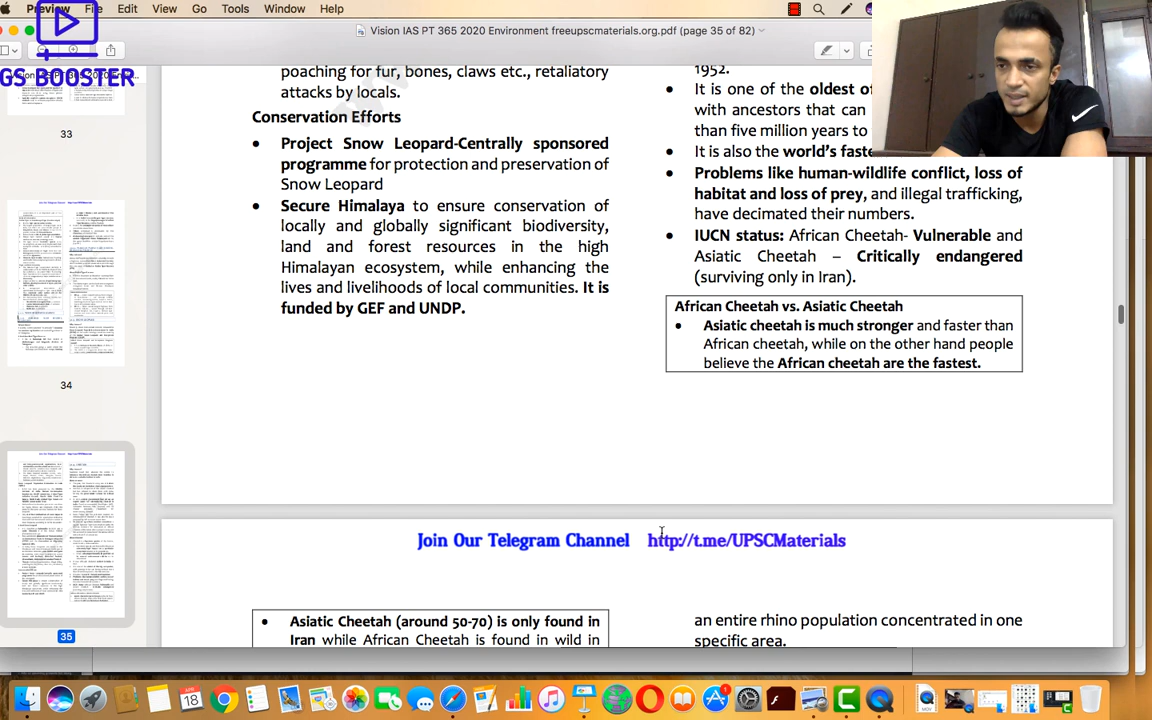 Preview File Edit View Go Tools Window Help
Vision IAS PT 365 2020 Environment freeupscmaterials.org.pdf (page 35 of 82)
GS BOOSTER
33
34
35
poaching for fur, bones, claws etc., retaliatory
attacks by locals.
Conservation Efforts
• Project Snow Leopard-Centrally sponsored
programme for protection and preservation of
Snow Leopard
• Secure Himalaya to ensure conservation of
locally and globally significant biodiversity,
land and forest resources in the high
Himalayan ecosystem, while enhancing the
lives and livelihoods of local communities. It is
funded by GEF and UNDP.
1952.
• It is one of the oldest of
with ancestors that can
than five million years to
• It is also the world's faste
• Problems like human-wildlife conflict, loss of
habitat and loss of prey, and illegal trafficking,
have decimated their numbers.
• IUCN status: African Cheetah- Vulnerable and
Asiatic Cheetah – Critically endangered
(surviving only in Iran).
African Cheetah vs. Asiatic Cheetah
• Asiatic cheetah is much stronger and faster than
African cheetah, while on the other hand people
believe the African cheetah are the fastest.
Join Our Telegram Channel http://t.me/UPSCMaterials
• Asiatic Cheetah (around 50-70) is only found in
Iran while African Cheetah is found in wild in
an entire rhino population concentrated in one
specific area.
APR
18